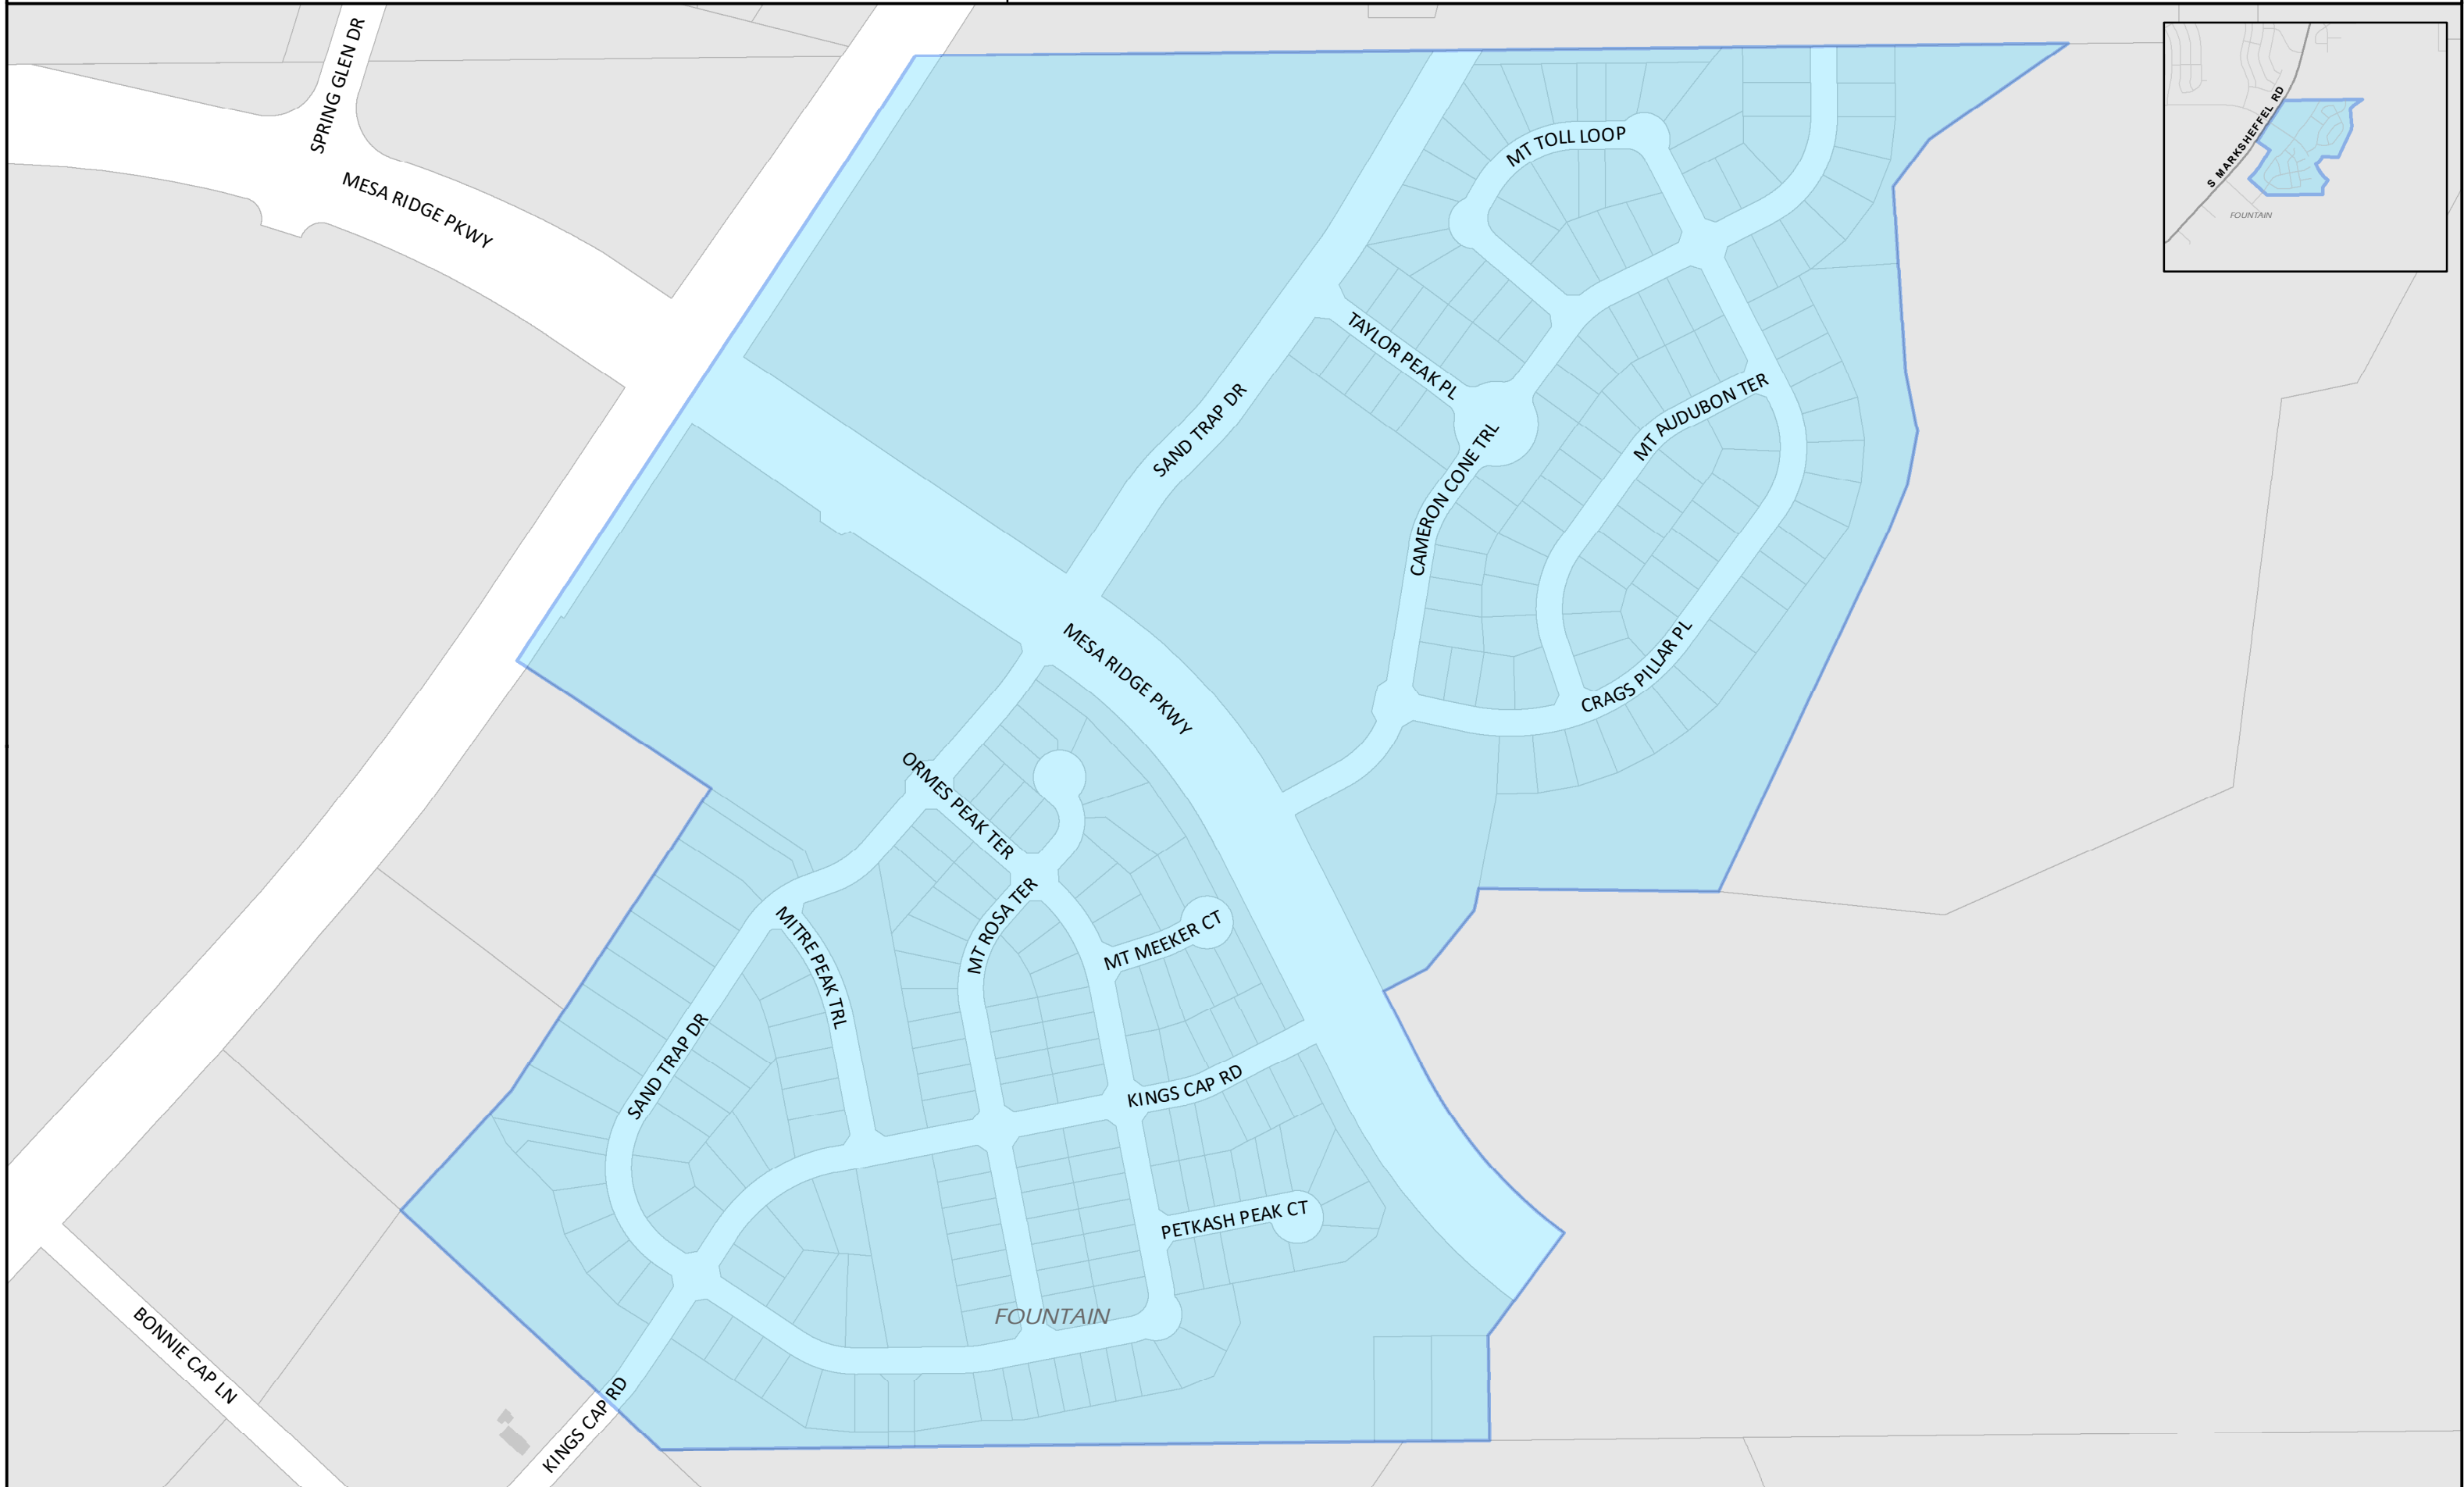 SPRING GLEN DR
MESA RIDGE PKWY
MT TOLL LOOP
S MARKSHEFFEL RD
FOUNTAIN
TAYLOR PEAK PL
SAND TRAP DR
MT AUDUBON TER
CAMERON CONE TRL
MESA RIDGE PKWY
CRAGS PILLAR PL
ORMES PEAK TER
MT ROSA TER
MITRE PEAK TRL
MT MEEKER CT
SAND TRAP DR
KINGS CAP RD
PETKASH PEAK CT
FOUNTAIN
BONNIE CAP LN
KINGS CAP RD